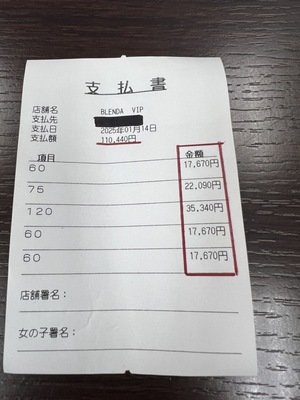 支払書
店舗名 BLENDA VIP
支払先
支払日 2025年01月14日
支払額 110,440円
項目 金額
60 17,670円
75 22,090円
120 35,340円
60 17,670円
60 17,670円
店舗署名:
女の子署名: